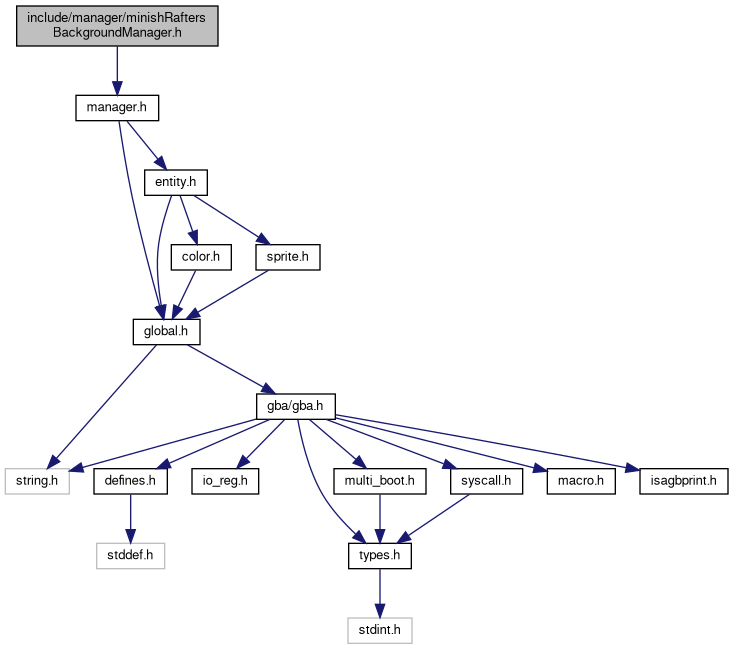 include/manager/minishRafters
BackgroundManager.h
manager.h
entity.h
color.h
sprite.h
global.h
gba/gba.h
string.h
defines.h
io_reg.h
multi_boot.h
syscall.h
macro.h
isagbprint.h
stddef.h
types.h
stdint.h